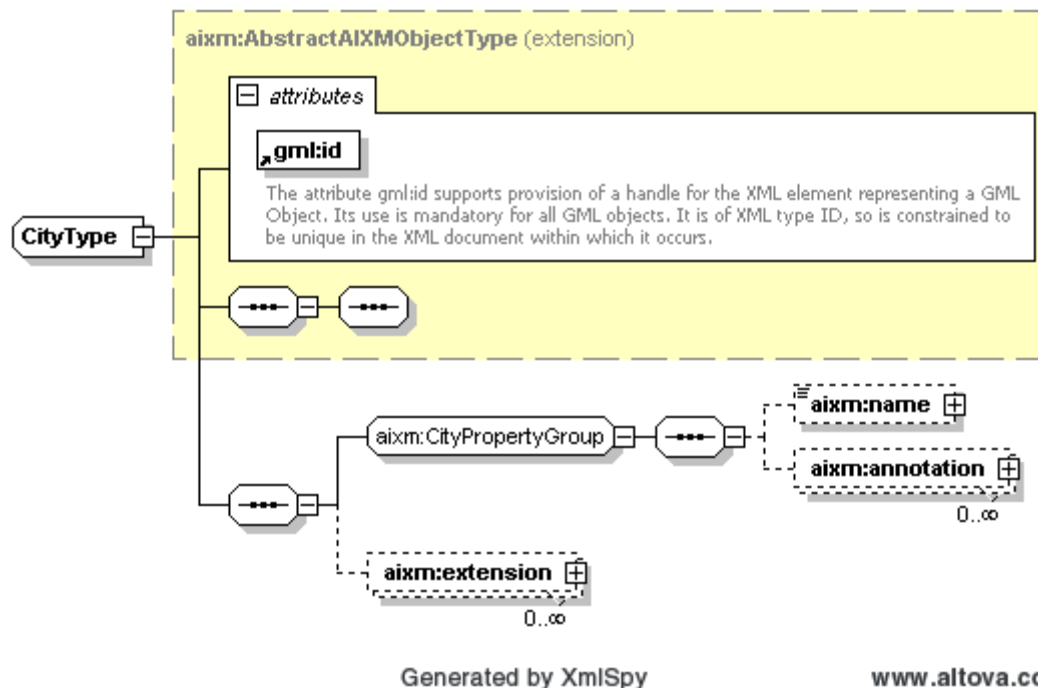 aixm:AbstractAIXMObjectType (extension)
attributes
gml:id
The attribute gml:id supports provision of a handle for the XML element representing a GML
Object. Its use is mandatory for all GML objects. It is of XML type ID, so is constrained to
be unique in the XML document within which it occurs.
CityType
aixm:name
aixm:CityPropertyGroup
aixm:annotation
0..∞
aixm:extension
0..∞
Generated by XmlSpy www.altova.co